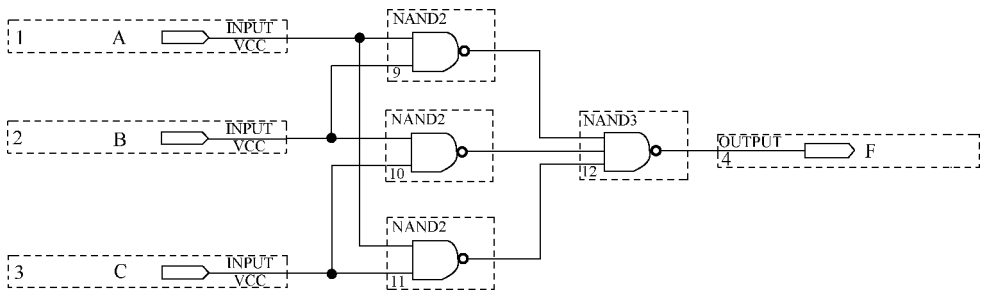 1 A INPUT VCC
NAND2
9
2 B INPUT VCC
NAND2
10
NAND3
12
OUTPUT
4 F
3 C INPUT VCC
NAND2
11